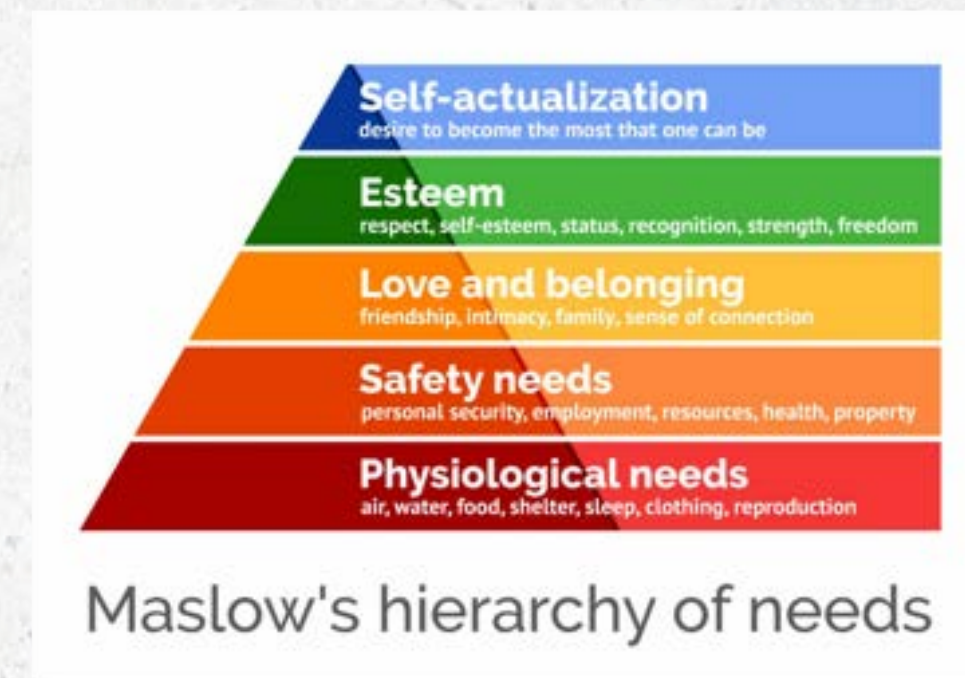 Self-actualization
desire to become the most that one can be
Esteem
respect, self-esteem, status, recognition, strength, freedom
Love and belonging
friendship, intimacy, family, sense of connection
Safety needs
personal security, employment, resources, health, property
Physiological needs
air, water, food, shelter, sleep, clothing, reproduction
Maslow's hierarchy of needs